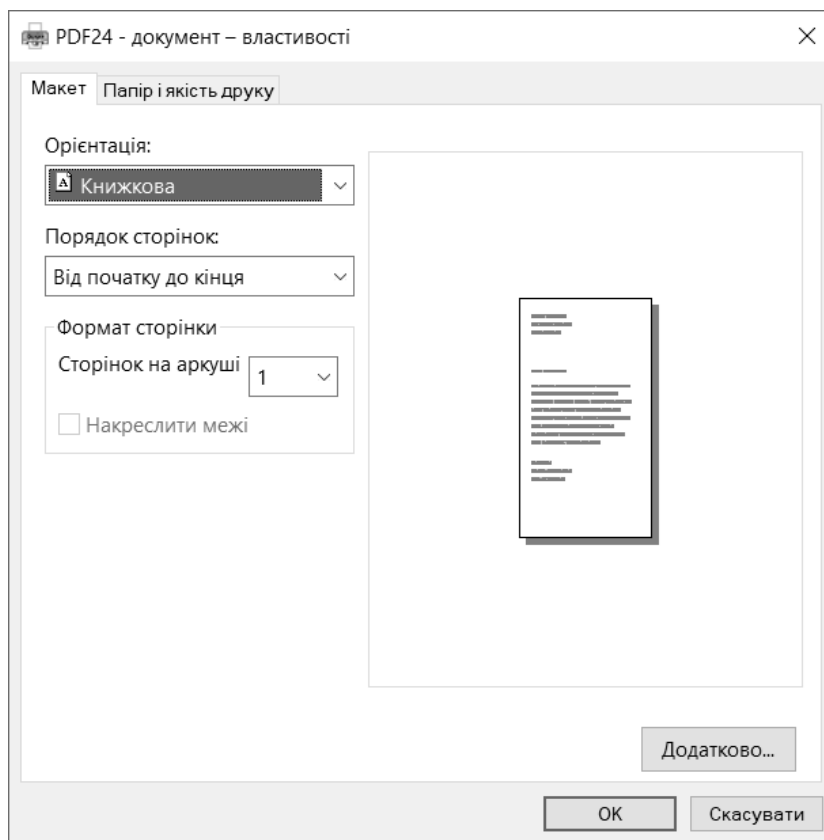 PDF24 - документ – властивості
Макет
Папір і якість друку
Орієнтація:
Книжкова
Порядок сторінок:
Від початку до кінця
Формат сторінки
Сторінок на аркуші
1
Накреслити межі
Додатково...
OK
Скасувати